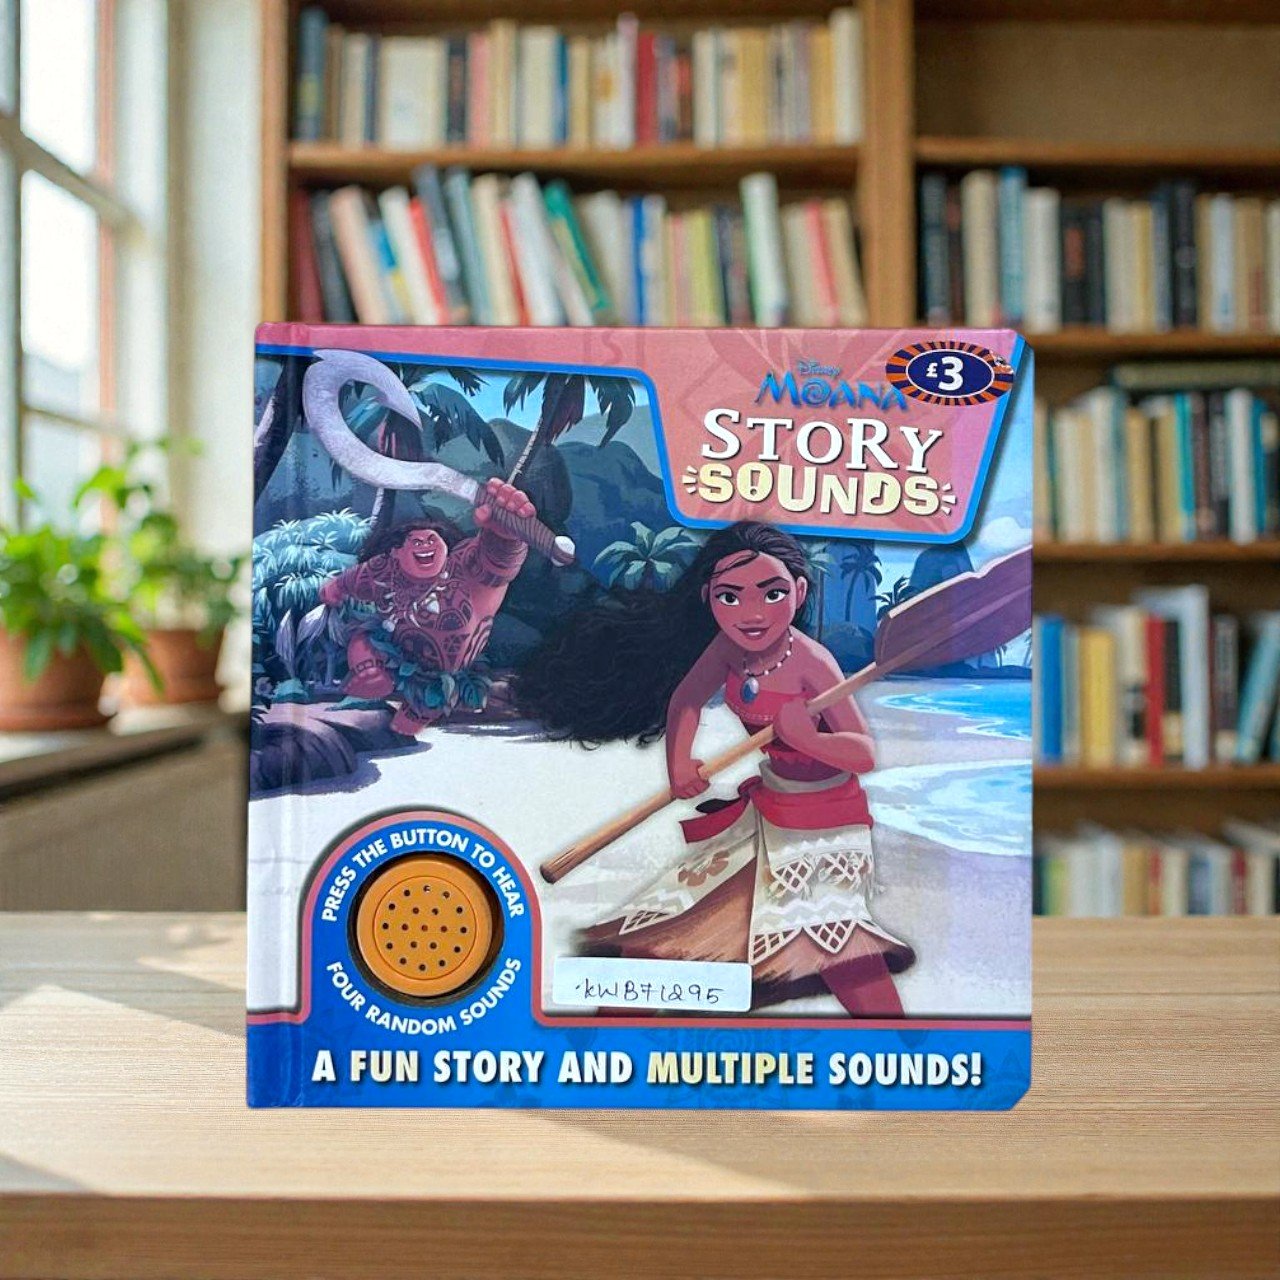 Disney
MOANA
£3
STORY
SOUNDS
PRESS THE BUTTON TO HEAR
FOUR RANDOM SOUNDS
KWB71295
A FUN STORY AND MULTIPLE SOUNDS!